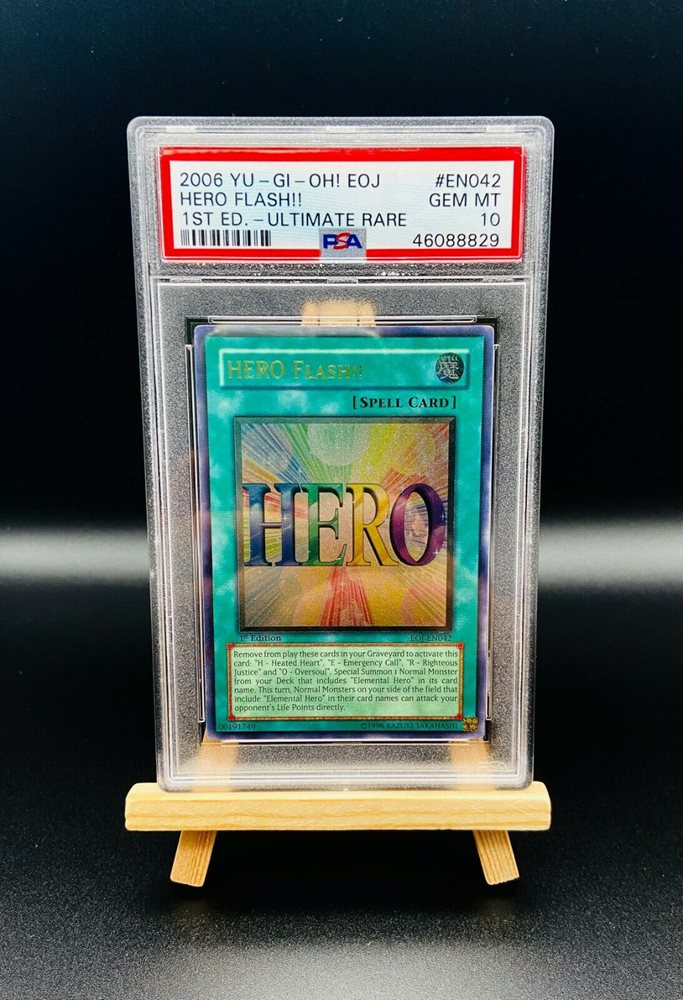 2006 YU-GI-OH! EOJ #EN042
HERO FLASH!! GEM MT
1ST ED.-ULTIMATE RARE 10
PSA 46088829
HERO FLASH!!
[SPELL CARD]
HERO
1st Edition EOJ-EN042
Remove from play these cards in your Graveyard to activate this
card: "H - Heated Heart", "E - Emergency Call", "R - Righteous
Justice" and "O - Oversoul". Special Summon 1 Normal Monster
from your Deck that includes "Elemental Hero" in its card
name. This turn, Normal Monsters on your side of the field that
include "Elemental Hero" in their card names can attack your
opponent's Life Points directly.
00191749 ©1996 KAZUKI TAKAHASHI